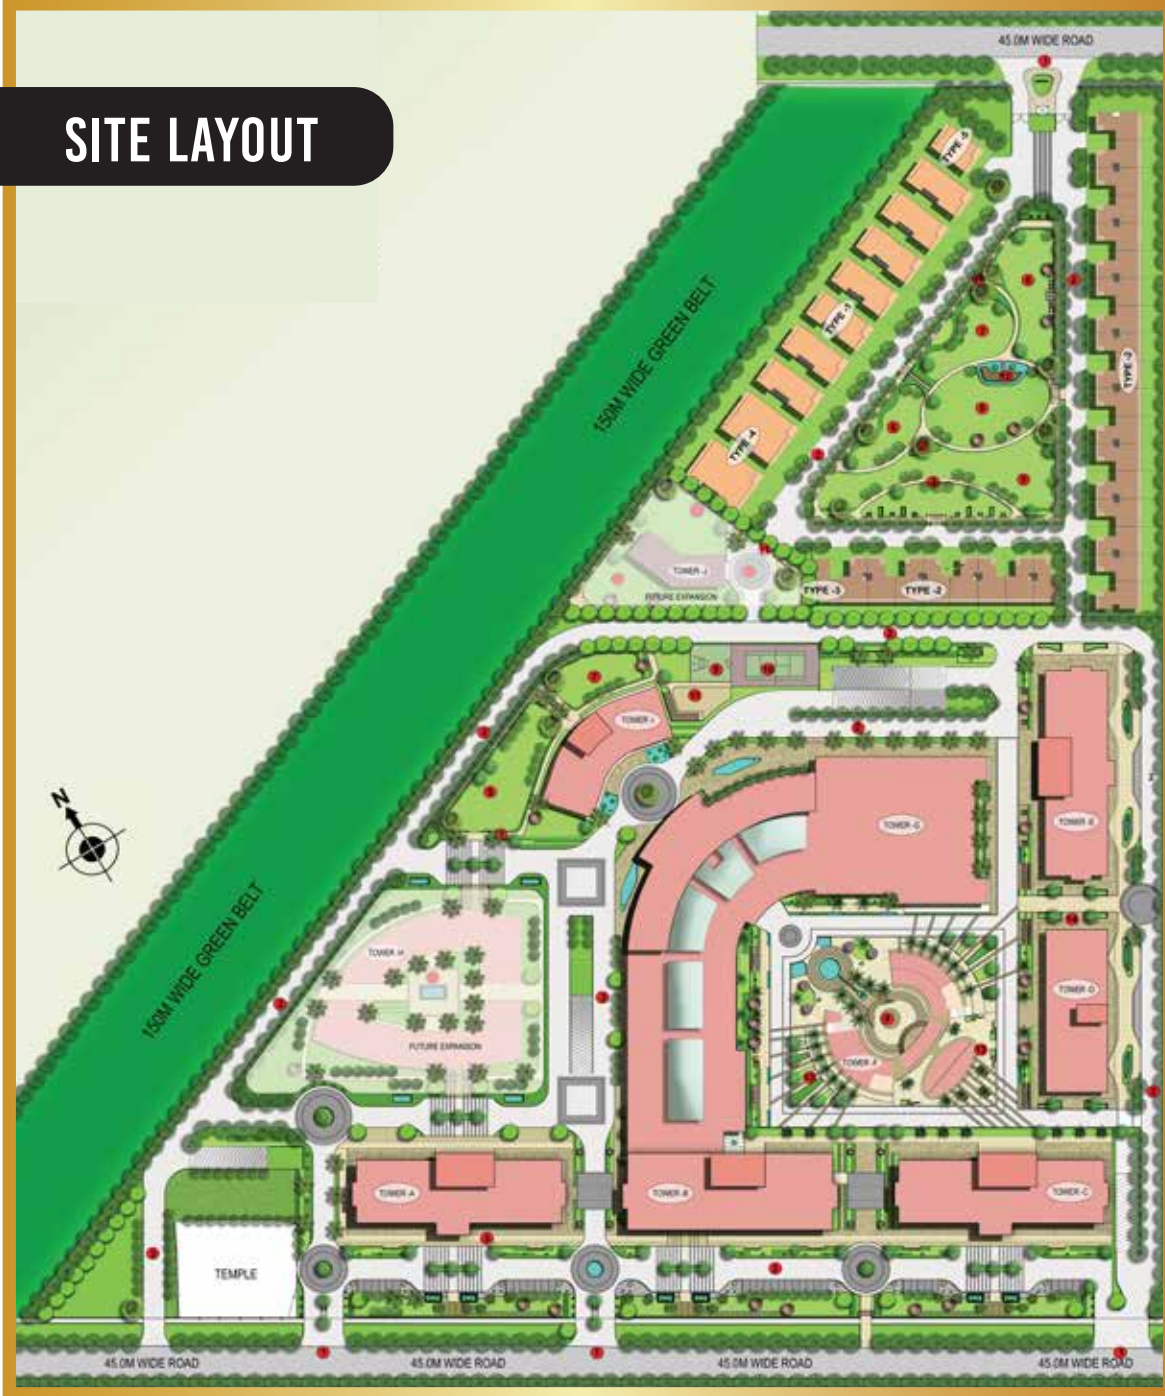 45.0M WIDE ROAD
SITE LAYOUT
TYPE -5
150M WIDE GREEN BELT
TYPE -1
TYPE -2
TYPE -4
TOWER -J
FUTURE EXPANSION
TYPE -3
TYPE -2
TOWER -I
TOWER -G
TOWER -E
N
150M WIDE GREEN BELT
TOWER -H
TOWER -D
FUTURE EXPANSION
TOWER -F
TOWER -A
TOWER -B
TOWER -C
TEMPLE
45.0M WIDE ROAD
45.0M WIDE ROAD
45.0M WIDE ROAD
45.0M WIDE ROAD